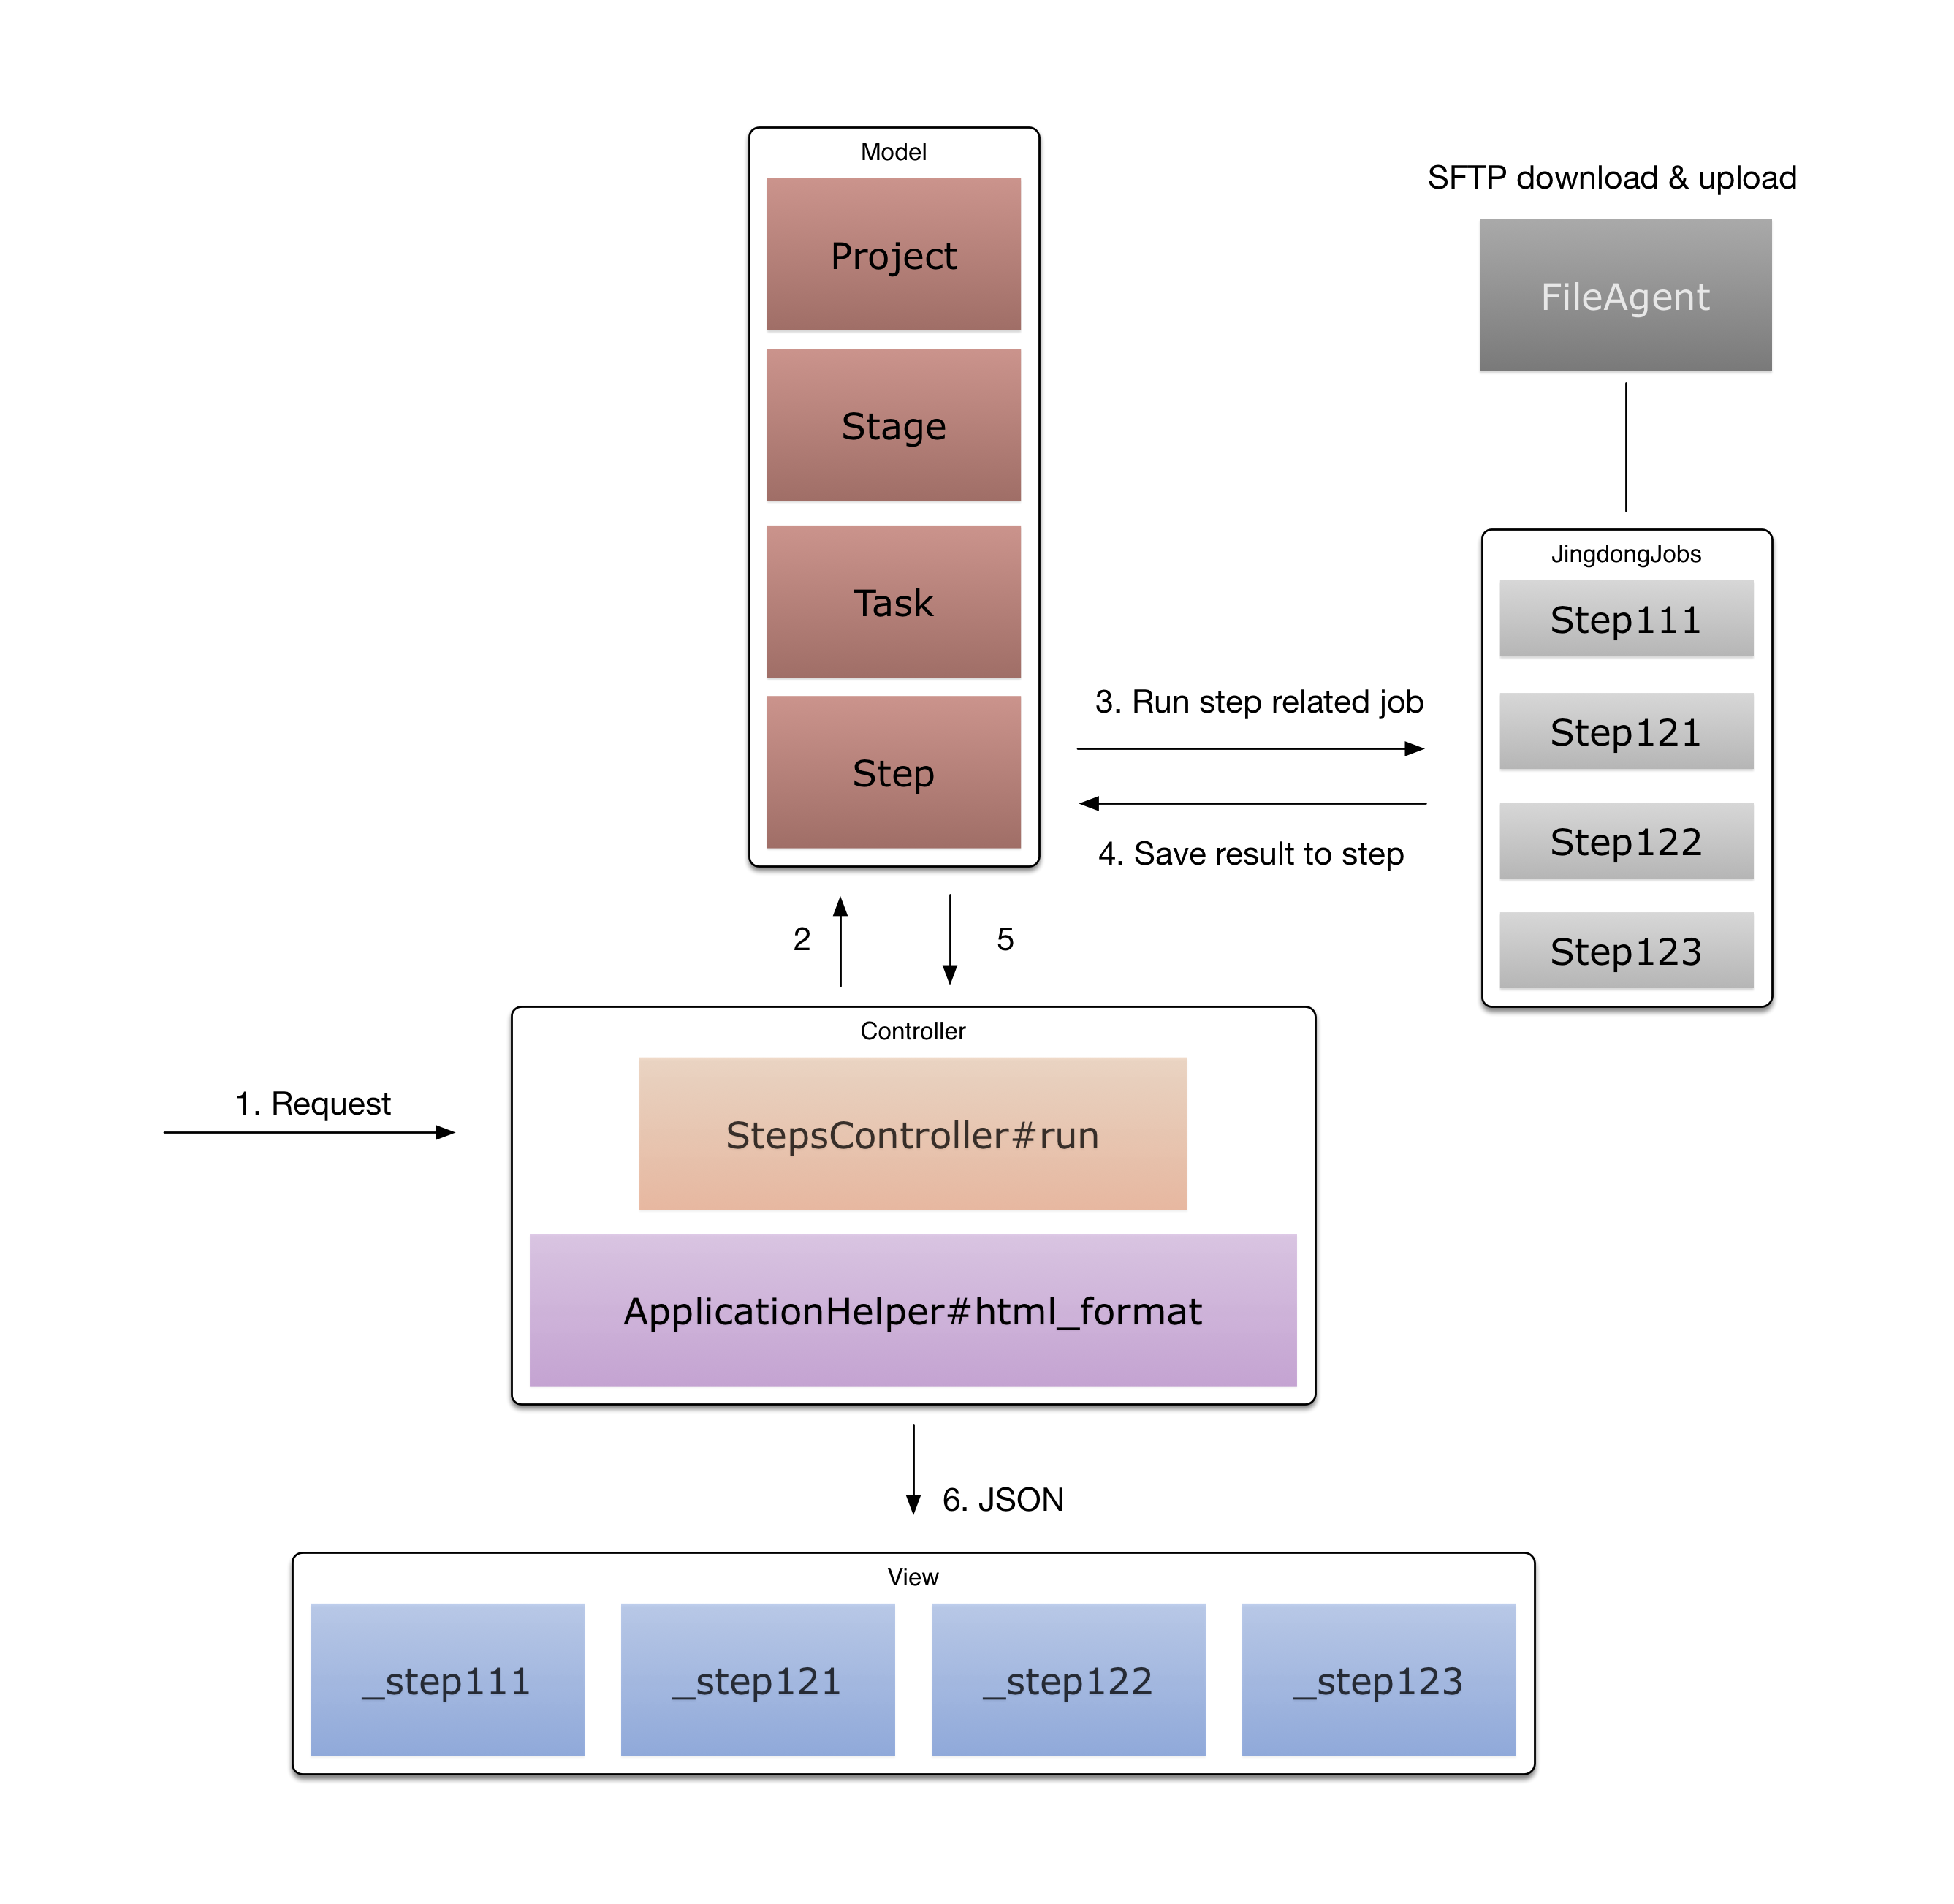 Model
Project
Stage
Task
Step
SFTP download & upload
FileAgent
JingdongJobs
Step111
Step121
Step122
Step123
3. Run step related job
4. Save result to step
2
5
1. Request
Controller
StepsController#run
ApplicationHelper#html_format
6. JSON
View
_step111
_step121
_step122
_step123